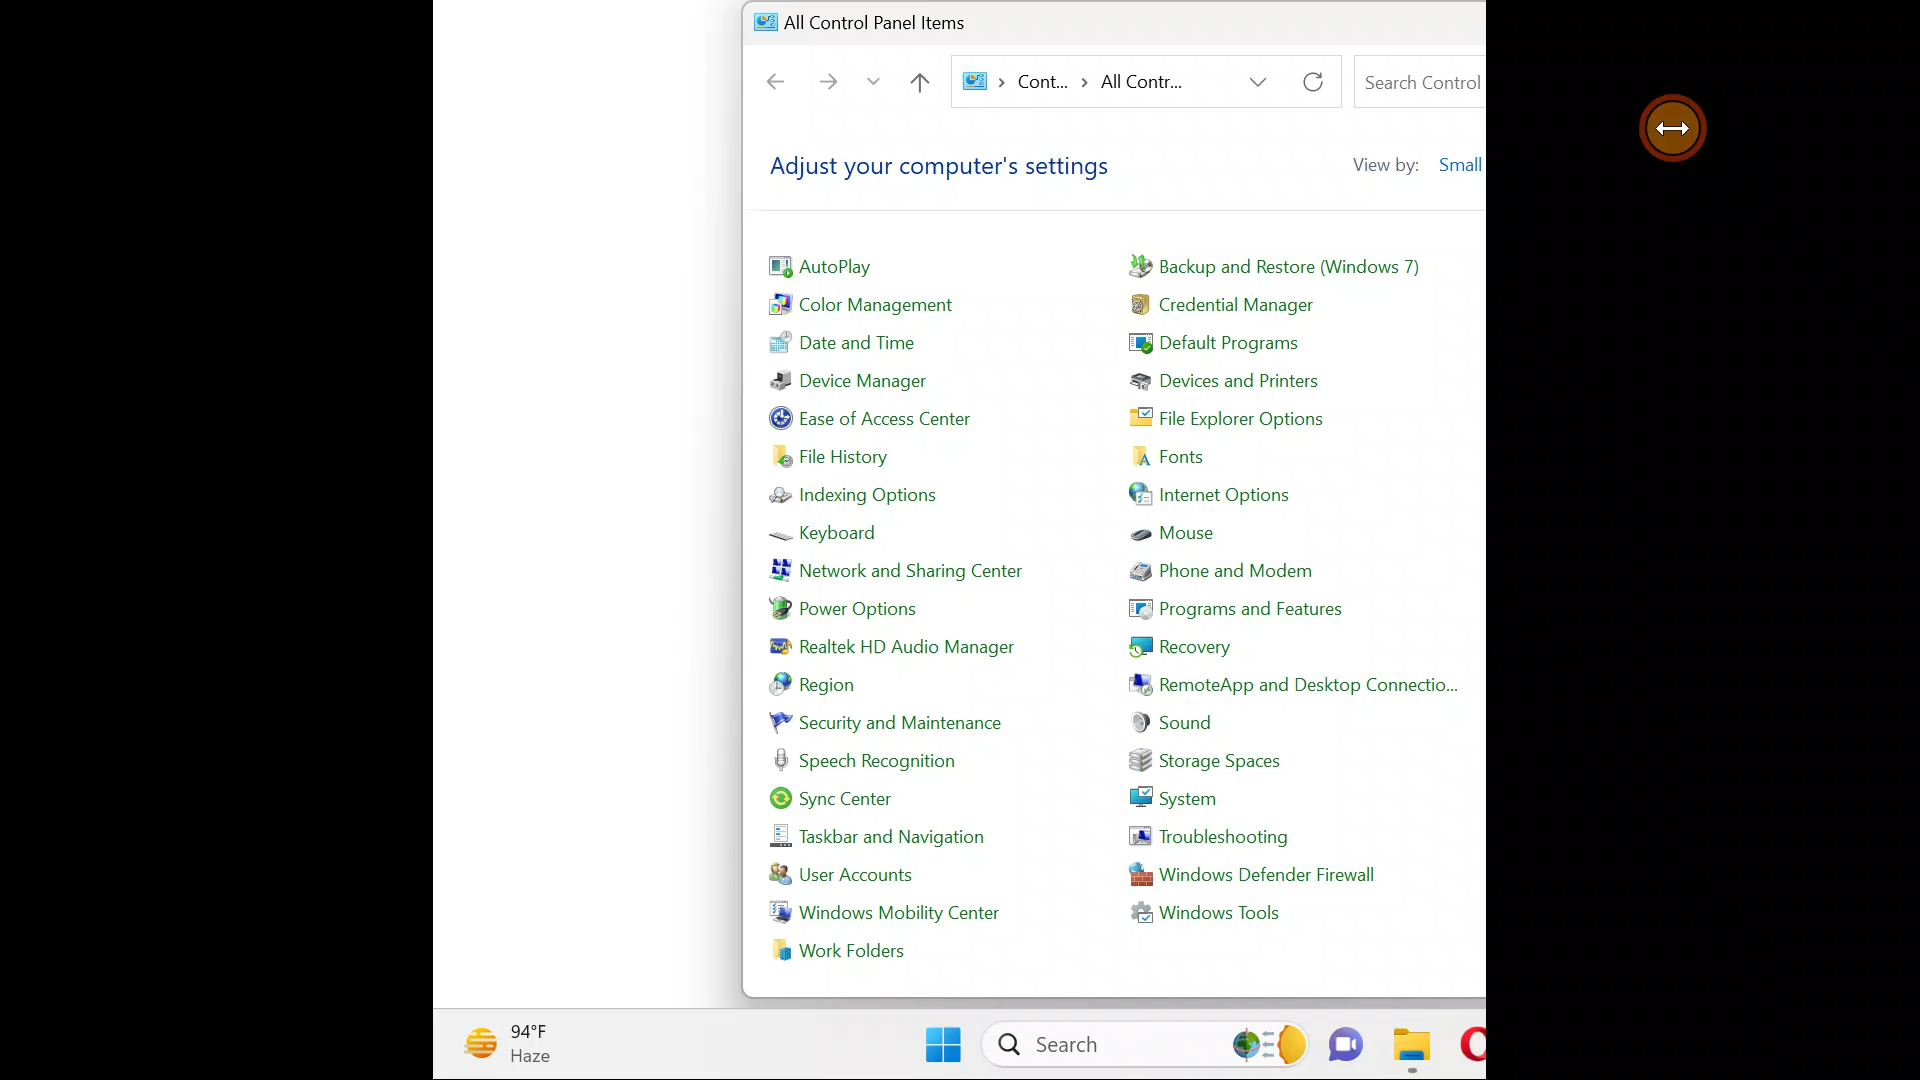 All Control Panel Items
Cont... All Contr...
Search Control
Adjust your computer's settings
View by: Small
AutoPlay
Backup and Restore (Windows 7)
Color Management
Credential Manager
Date and Time
Default Programs
Device Manager
Devices and Printers
Ease of Access Center
File Explorer Options
File History
Fonts
Indexing Options
Internet Options
Keyboard
Mouse
Network and Sharing Center
Phone and Modem
Power Options
Programs and Features
Realtek HD Audio Manager
Recovery
Region
RemoteApp and Desktop Connectio...
Security and Maintenance
Sound
Speech Recognition
Storage Spaces
Sync Center
System
Taskbar and Navigation
Troubleshooting
User Accounts
Windows Defender Firewall
Windows Mobility Center
Windows Tools
Work Folders
94°F
Haze
Search